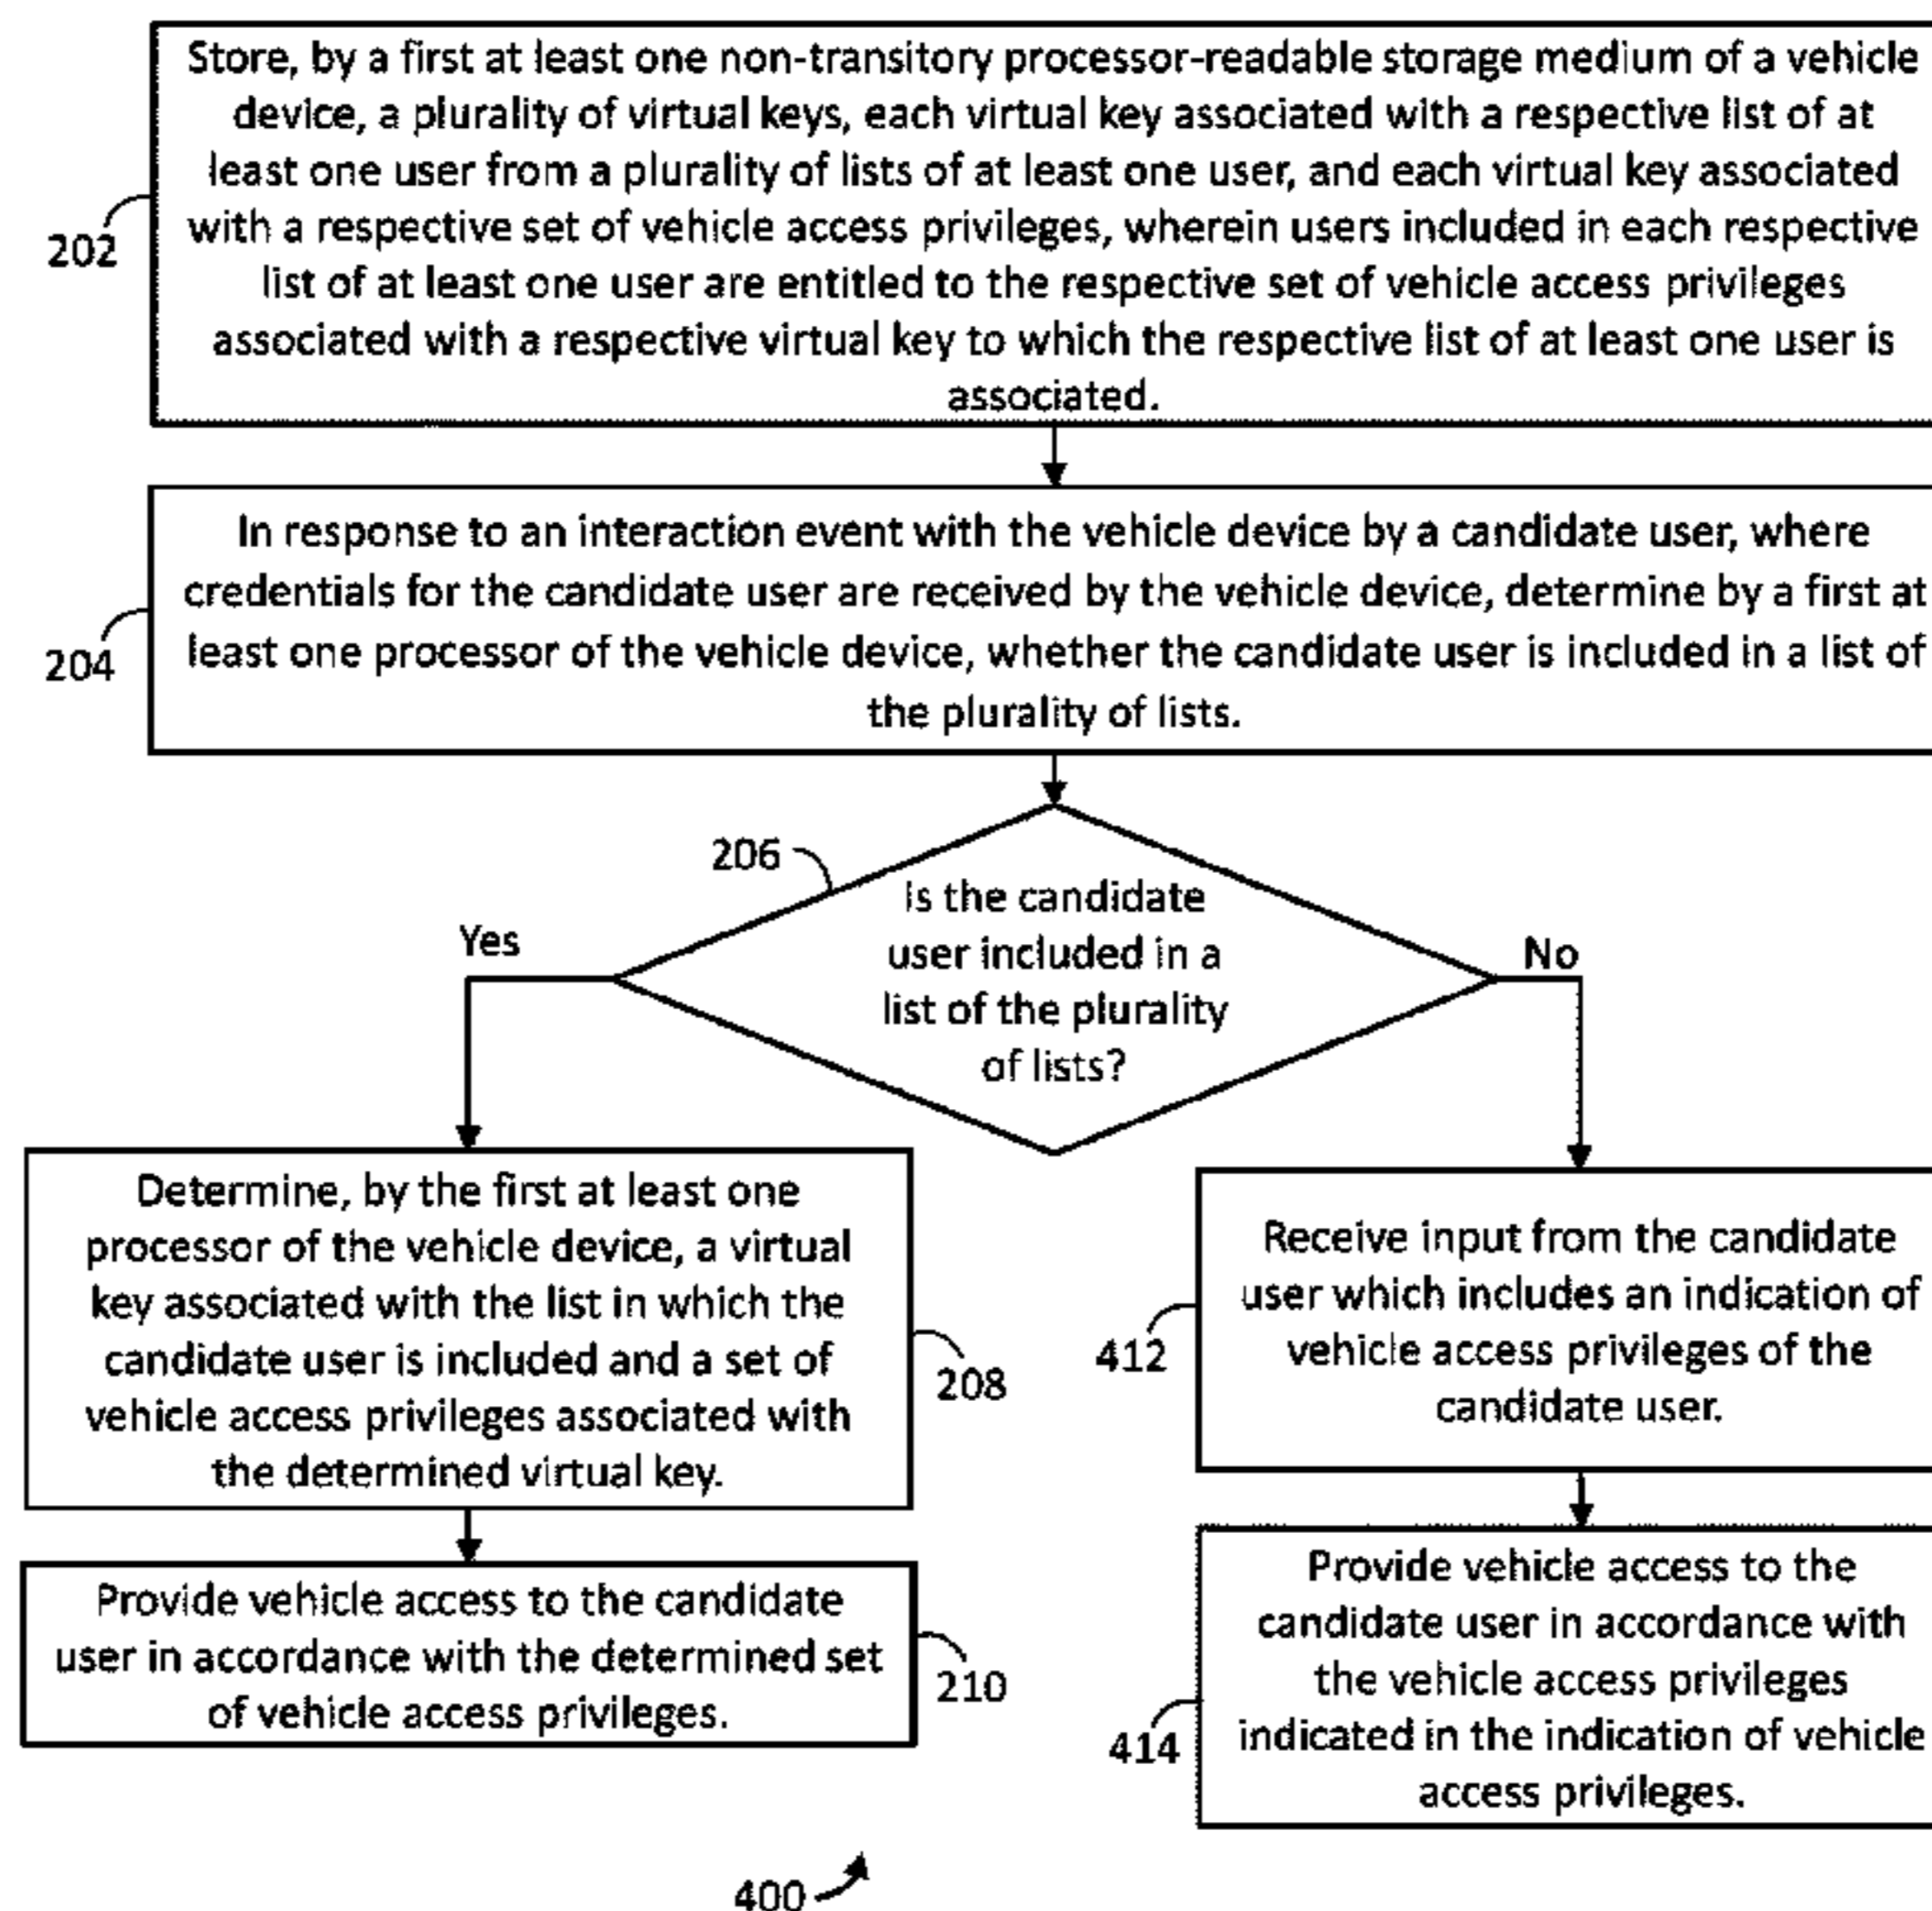 Store, by a first at least one non-transitory processor-readable storage medium of a vehicle
device, a plurality of virtual keys, each virtual key associated with a respective list of at
least one user from a plurality of lists of at least one user, and each virtual key associated
with a respective set of vehicle access privileges, wherein users included in each respective
list of at least one user are entitled to the respective set of vehicle access privileges
associated with a respective virtual key to which the respective list of at least one user is
associated.
202
In response to an interaction event with the vehicle device by a candidate user, where
credentials for the candidate user are received by the vehicle device, determine by a first at
least one processor of the vehicle device, whether the candidate user is included in a list of
the plurality of lists.
204
206
Is the candidate
user included in a
list of the plurality
of lists?
Yes
No
Determine, by the first at least one
processor of the vehicle device, a virtual
key associated with the list in which the
candidate user is included and a set of
vehicle access privileges associated with
the determined virtual key.
208
Provide vehicle access to the candidate
user in accordance with the determined set
of vehicle access privileges.
210
Receive input from the candidate
user which includes an indication of
vehicle access privileges of the
candidate user.
412
Provide vehicle access to the
candidate user in accordance with
the vehicle access privileges
indicated in the indication of vehicle
access privileges.
414
400